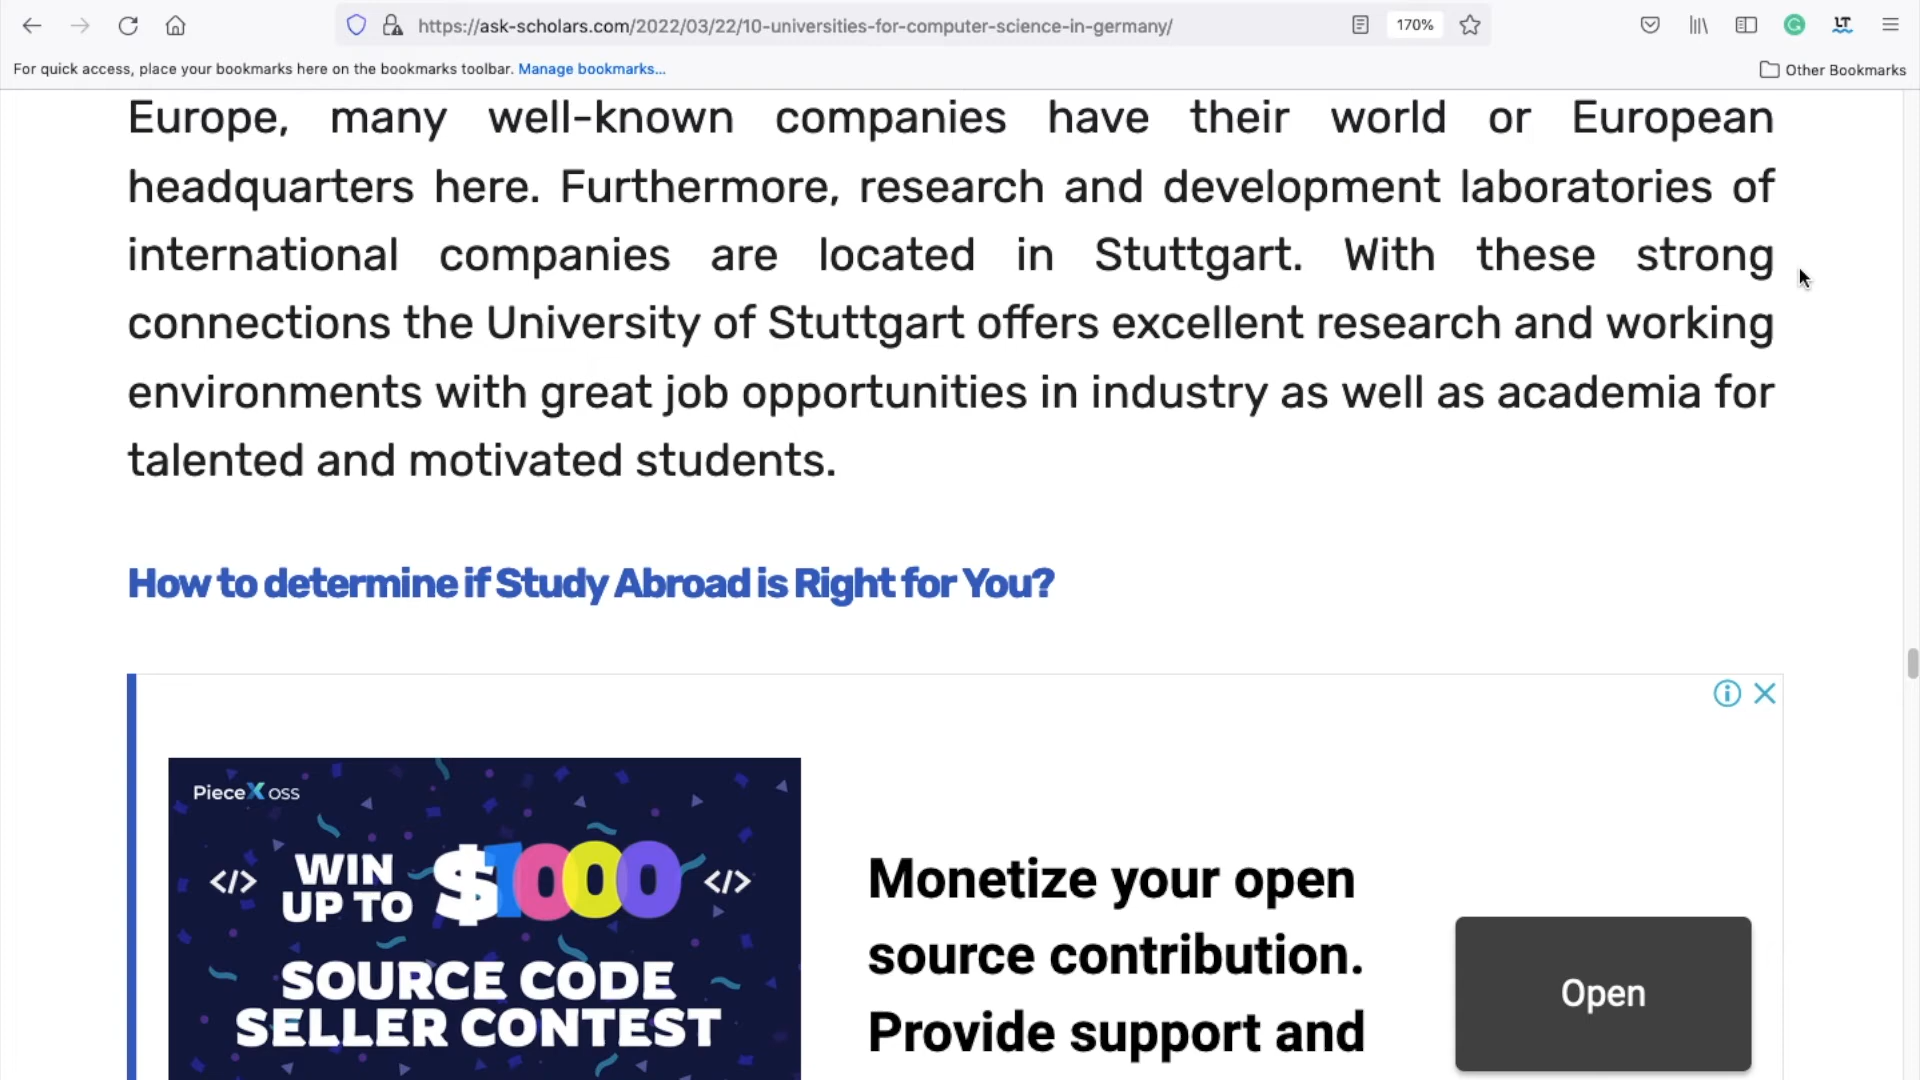 https://ask-scholars.com/2022/03/22/10-universities-for-computer-science-in-germany/
170%
For quick access, place your bookmarks here on the bookmarks toolbar. Manage bookmarks...
Other Bookmarks
Europe, many well-known companies have their world or European
headquarters here. Furthermore, research and development laboratories of
international companies are located in Stuttgart. With these strong
connections the University of Stuttgart offers excellent research and working
environments with great job opportunities in industry as well as academia for
talented and motivated students.
How to determine if Study Abroad is Right for You?
PieceX oss
</> WIN UP TO $1000 </>
SOURCE CODE
SELLER CONTEST
Monetize your open
source contribution.
Provide support and
Open